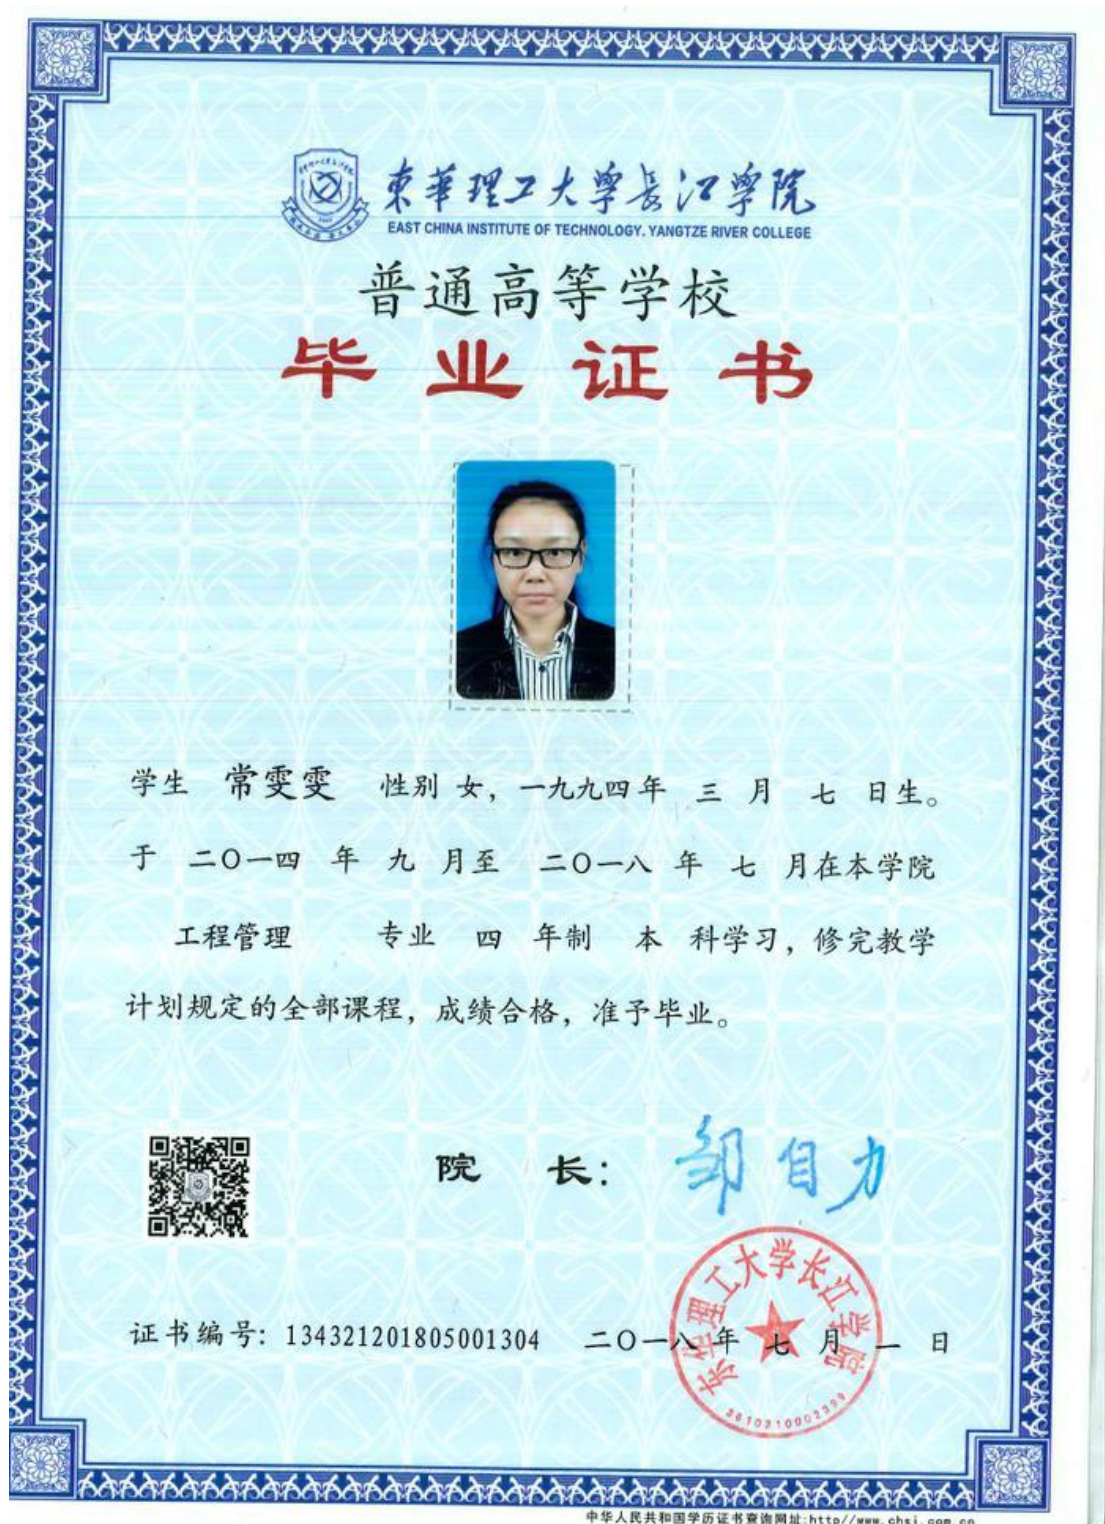 東華理工大學長江學院
EAST CHINA INSTITUTE OF TECHNOLOGY. YANGTZE RIVER COLLEGE
普通高等学校
毕业证书
学生 常雯雯 性别 女，一九九四年 三 月 七 日生。
于 二〇一四 年 九 月至 二〇一八 年 七 月在本学院
工程管理 专业 四 年制 本 科学习，修完教学
计划规定的全部课程，成绩合格，准予毕业。
院 长：邹自力
东华理工大学长江学院
3610210002339
证书编号：134321201805001304 二〇一八 年 七 月 一 日
中华人民共和国学历证书查询网址:http//www.chsi.com.cn